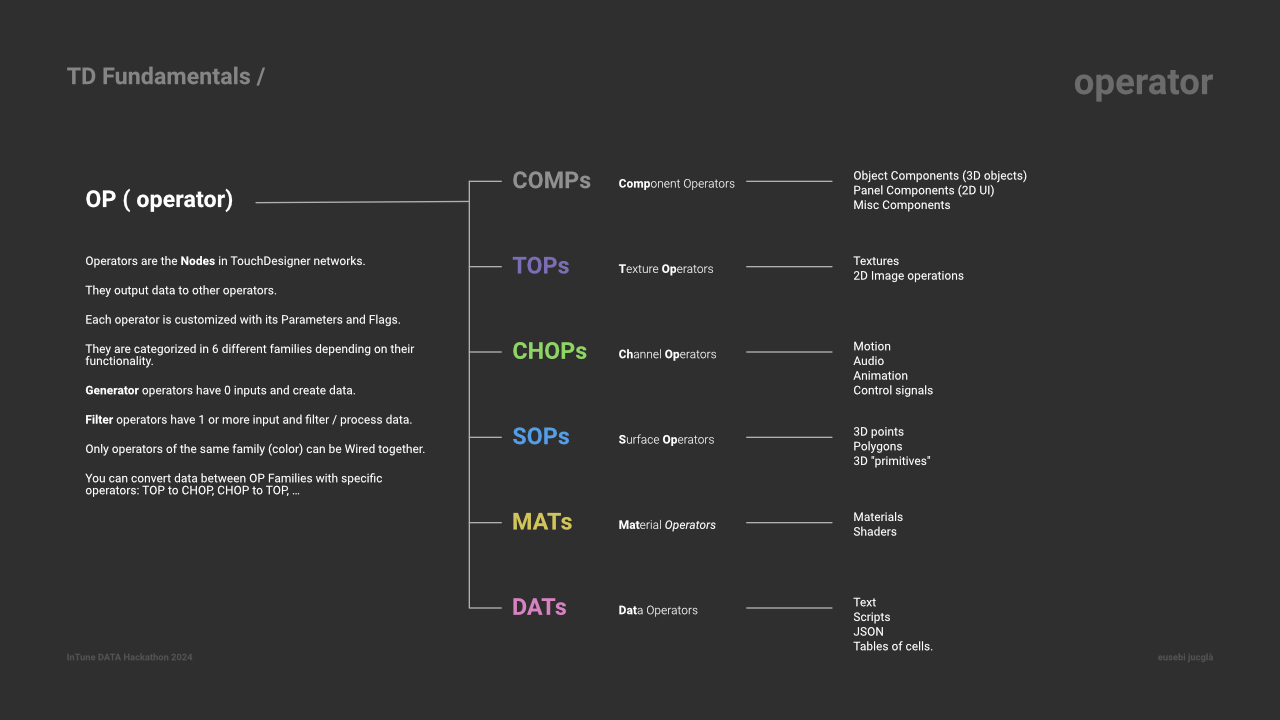 TD Fundamentals /
operator
OP ( operator)
Operators are the Nodes in TouchDesigner networks.
They output data to other operators.
Each operator is customized with its Parameters and Flags.
They are categorized in 6 different families depending on their
functionality.
Generator operators have 0 inputs and create data.
Filter operators have 1 or more input and filter / process data.
Only operators of the same family (color) can be Wired together.
You can convert data between OP Families with specific
operators: TOP to CHOP, CHOP to TOP, ...
COMPs
Component Operators
Object Components (3D objects)
Panel Components (2D UI)
Misc Components
TOPs
Texture Operators
Textures
2D Image operations
CHOPs
Channel Operators
Motion
Audio
Animation
Control signals
SOPs
Surface Operators
3D points
Polygons
3D "primitives"
MATs
Material Operators
Materials
Shaders
DATs
Data Operators
Text
Scripts
JSON
Tables of cells.
InTune DATA Hackathon 2024
eusebi jucglà